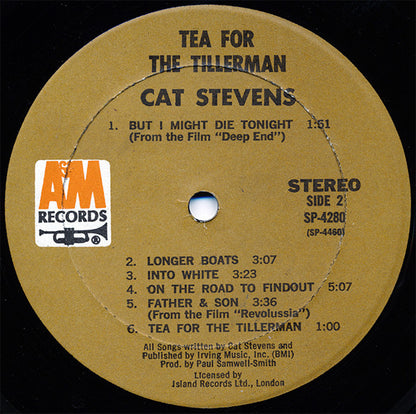 TEA FOR
THE TILLERMAN
CAT STEVENS
1. BUT I MIGHT DIE TONIGHT 1:51
(From the Film "Deep End")
A&M
RECORDS
®
STEREO
SIDE 2
SP-4280
(SP-4466)
2. LONGER BOATS 3:07
3. INTO WHITE 3:23
4. ON THE ROAD TO FINDOUT 5:07
5. FATHER & SON 3:36
(From the Film "Revolussia")
6. TEA FOR THE TILLERMAN 1:00
All Songs written by Cat Stevens and
Published by Irving Music, Inc. (BMI)
Prod. by Paul Samwell-Smith
Licensed by
Island Records Ltd., London